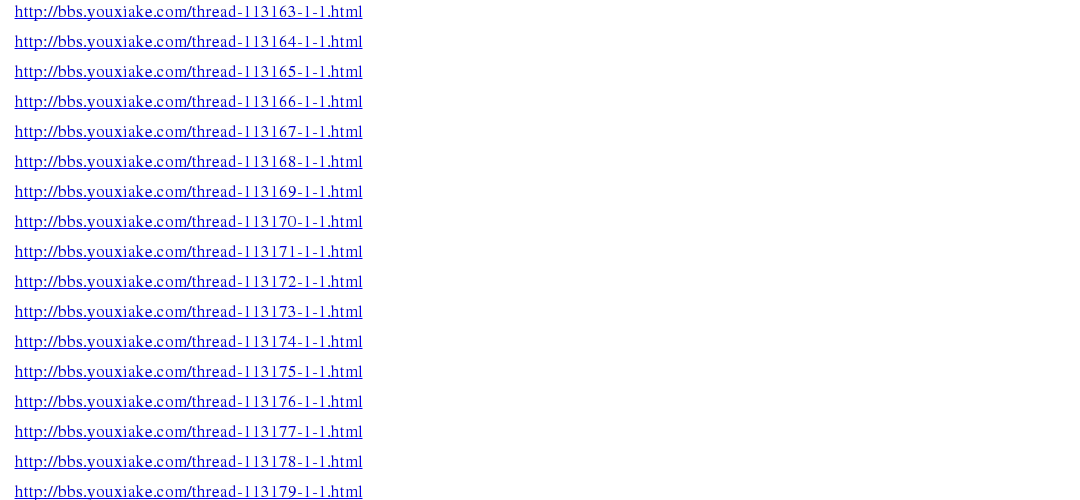 http://bbs.youxiake.com/thread-113163-1-1.html
http://bbs.youxiake.com/thread-113164-1-1.html
http://bbs.youxiake.com/thread-113165-1-1.html
http://bbs.youxiake.com/thread-113166-1-1.html
http://bbs.youxiake.com/thread-113167-1-1.html
http://bbs.youxiake.com/thread-113168-1-1.html
http://bbs.youxiake.com/thread-113169-1-1.html
http://bbs.youxiake.com/thread-113170-1-1.html
http://bbs.youxiake.com/thread-113171-1-1.html
http://bbs.youxiake.com/thread-113172-1-1.html
http://bbs.youxiake.com/thread-113173-1-1.html
http://bbs.youxiake.com/thread-113174-1-1.html
http://bbs.youxiake.com/thread-113175-1-1.html
http://bbs.youxiake.com/thread-113176-1-1.html
http://bbs.youxiake.com/thread-113177-1-1.html
http://bbs.youxiake.com/thread-113178-1-1.html
http://bbs.youxiake.com/thread-113179-1-1.html